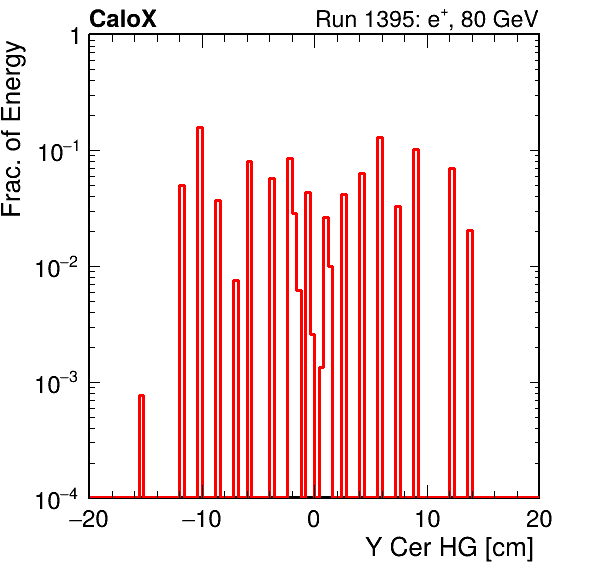 CaloX Run 1395: e⁺, 80 GeV
Frac. of Energy
1
10⁻¹
10⁻²
10⁻³
10⁻⁴
−20 −10 0 10 20
Y Cer HG [cm]